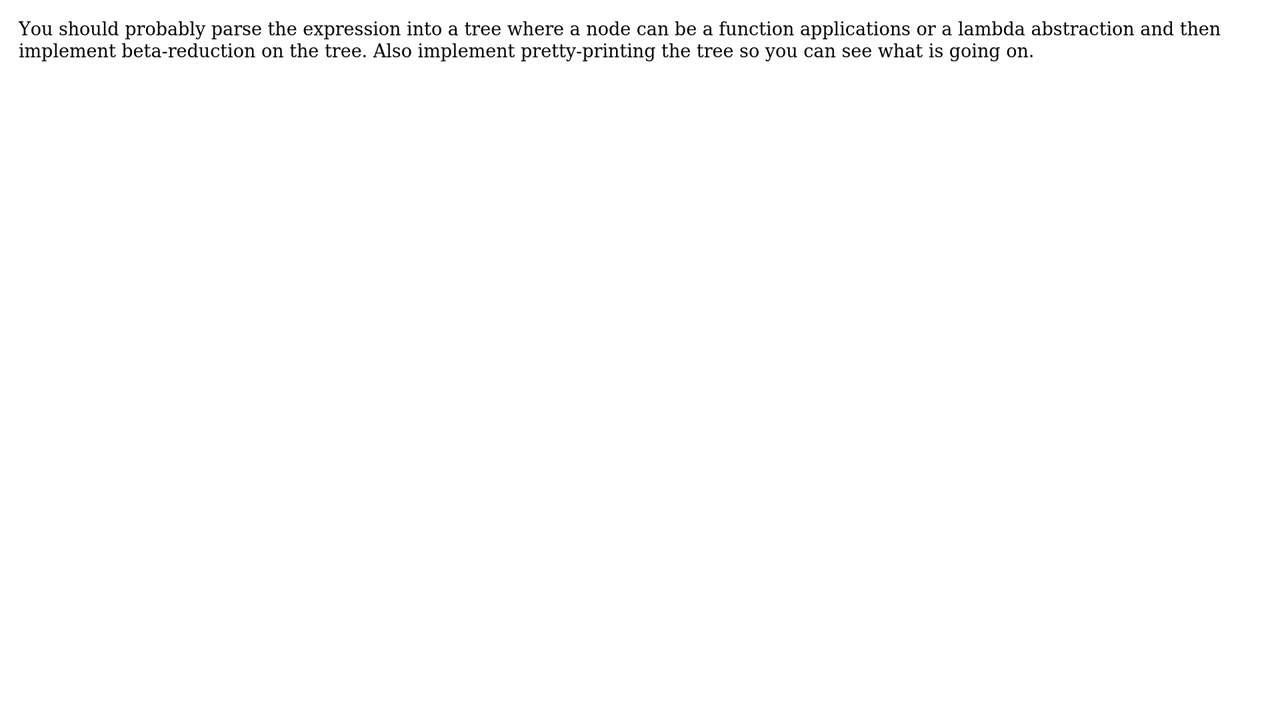 You should probably parse the expression into a tree where a node can be a function applications or a lambda abstraction and then
implement beta-reduction on the tree. Also implement pretty-printing the tree so you can see what is going on.